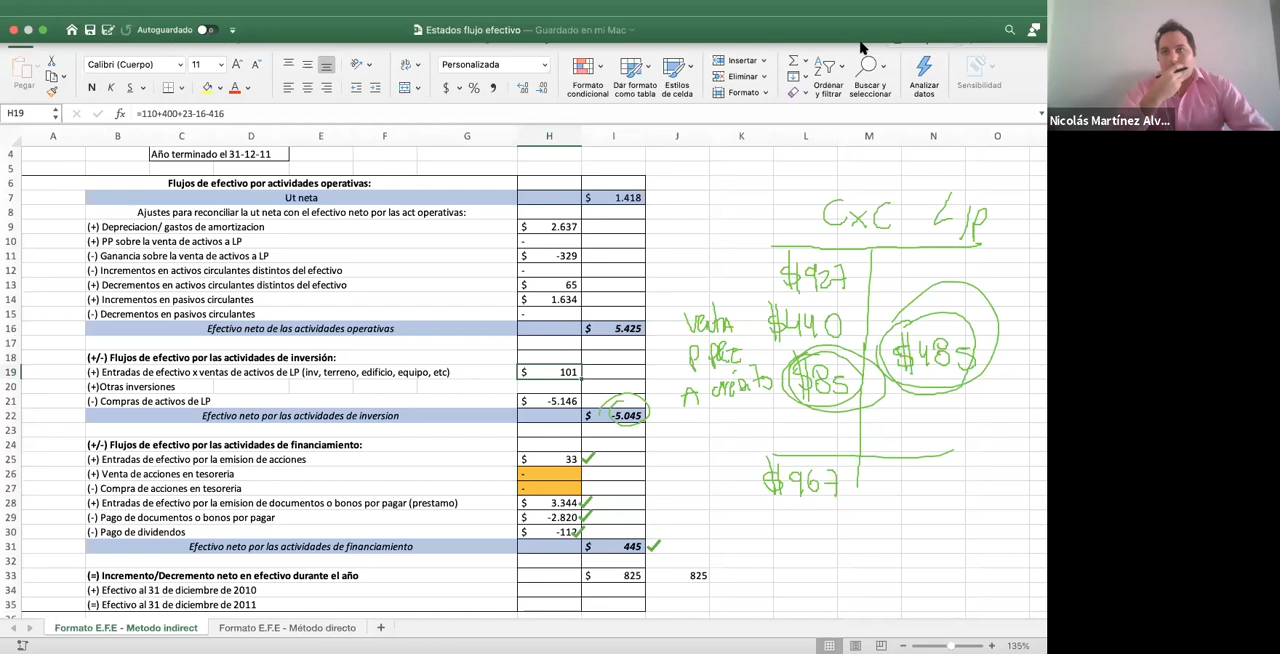 Autoguardado
Estados flujo efectivo — Guardado en mi Mac
Pegar
Calibri (Cuerpo)
11
A^ A˅
N K S
A
Personalizada
$ % 9
Formato condicional
Dar formato como tabla
Estilos de celda
Insertar
Eliminar
Formato
Ordenar y filtrar
Buscar y seleccionar
Analizar datos
Sensibilidad
Nicolás Martínez Alv...
H19 fx =110+400+23-16-416
A B C D E F G H I J K L M N O
4 Año terminado el 31-12-11
5
6 Flujos de efectivo por actividades operativas:
7 Ut neta $ 1.418
8 Ajustes para reconciliar la ut neta con el efectivo neto por las act operativas:
9 (+) Depreciacion/ gastos de amortizacion $ 2.637
10 (+) PP sobre la venta de activos a LP -
11 (-) Ganancia sobre la venta de activos a LP $ -329
12 (-) Incrementos en activos circulantes distintos del efectivo -
13 (+) Decrementos en activos circulantes distintos del efectivo $ 65
14 (+) Incrementos en pasivos circulantes $ 1.634
15 (-) Decrementos en pasivos circulantes -
16 Efectivo neto de las actividades operativas $ 5.425
17
18 (+/-) Flujos de efectivo por las actividades de inversión:
19 (+) Entradas de efectivo x ventas de activos de LP (inv, terreno, edificio, equipo, etc) $ 101
20 (+)Otras inversiones
21 (-) Compras de activos de LP $ -5.146
22 Efectivo neto por las actividades de inversion $ -5.045
23
24 (+/-) Flujos de efectivo por las actividades de financiamiento:
25 (+) Entradas de efectivo por la emision de acciones $ 33
26 (+) Venta de acciones en tesoreria -
27 (-) Compra de acciones en tesoreria -
28 (+) Entradas de efectivo por la emision de documentos o bonos por pagar (prestamo) $ 3.344
29 (-) Pago de documentos o bonos por pagar $ -2.820
30 (-) Pago de dividendos $ -112
31 Efectivo neto por las actividades de financiamiento $ 445
32
33 (=) Incremento/Decremento neto en efectivo durante el año $ 825 825
34 (+) Efectivo al 31 de diciembre de 2010
35 (=) Efectivo al 31 de diciembre de 2011
CxC L/P
$927
venta $440
$485
$85
A crédito
$967
Formato E.F.E - Metodo indirect
Formato E.F.E - Método directo
+
135%